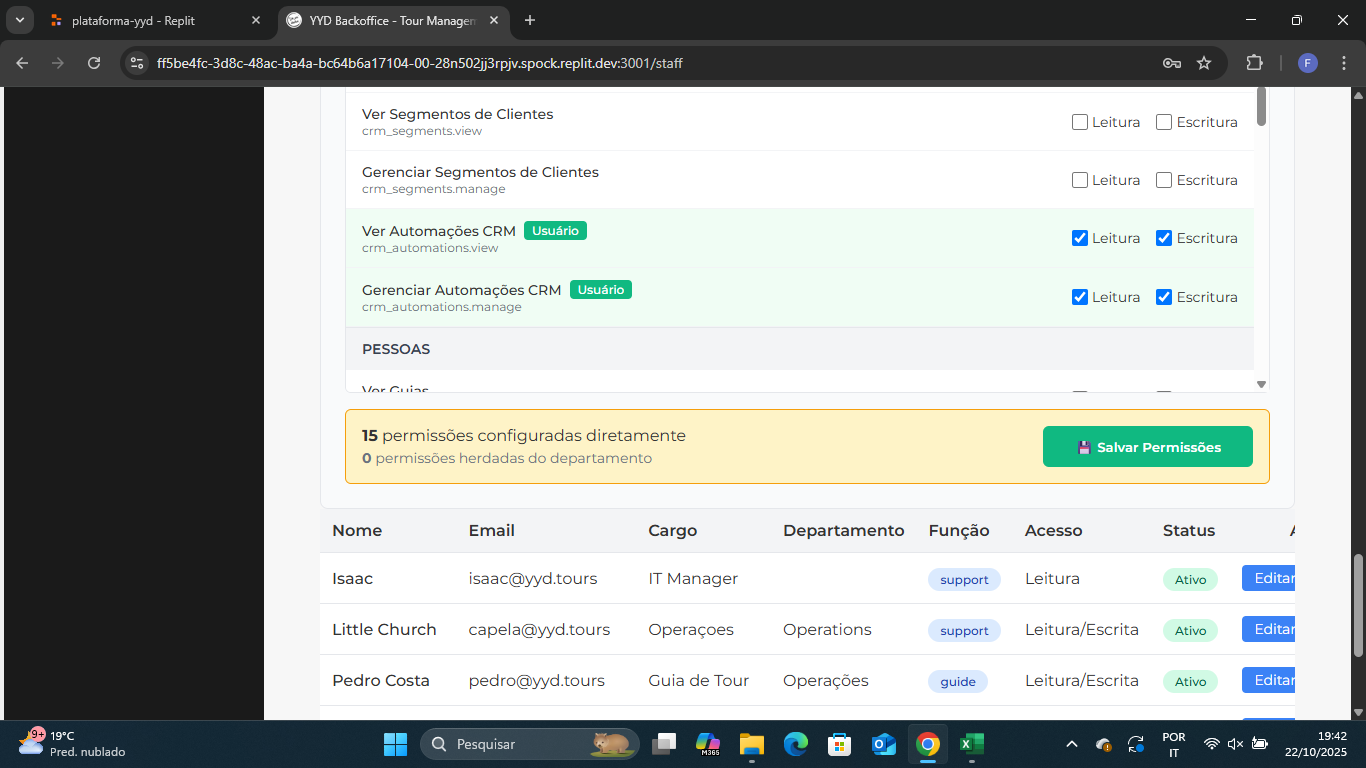 plataforma-yyd - Replit
YYD Backoffice - Tour Managem
ff5be4fc-3d8c-48ac-ba4a-bc64b6a17104-00-28n502jj3rpjv.spock.replit.dev:3001/staff
F
Ver Segmentos de Clientes
crm_segments.view
Leitura Escritura
Gerenciar Segmentos de Clientes
crm_segments.manage
Leitura Escritura
Ver Automações CRM Usuário
crm_automations.view
Leitura Escritura
Gerenciar Automações CRM Usuário
crm_automations.manage
Leitura Escritura
PESSOAS
Ver Guias
15 permissões configuradas diretamente
0 permissões herdadas do departamento
Salvar Permissões
Nome Email Cargo Departamento Função Acesso Status
Isaac isaac@yyd.tours IT Manager support Leitura Ativo Editar
Little Church capela@yyd.tours Operaçoes Operations support Leitura/Escrita Ativo Editar
Pedro Costa pedro@yyd.tours Guia de Tour Operações guide Leitura/Escrita Ativo Editar
9+
19°C
Pred. nublado
Pesquisar
M365
POR
IT
19:42
22/10/2025